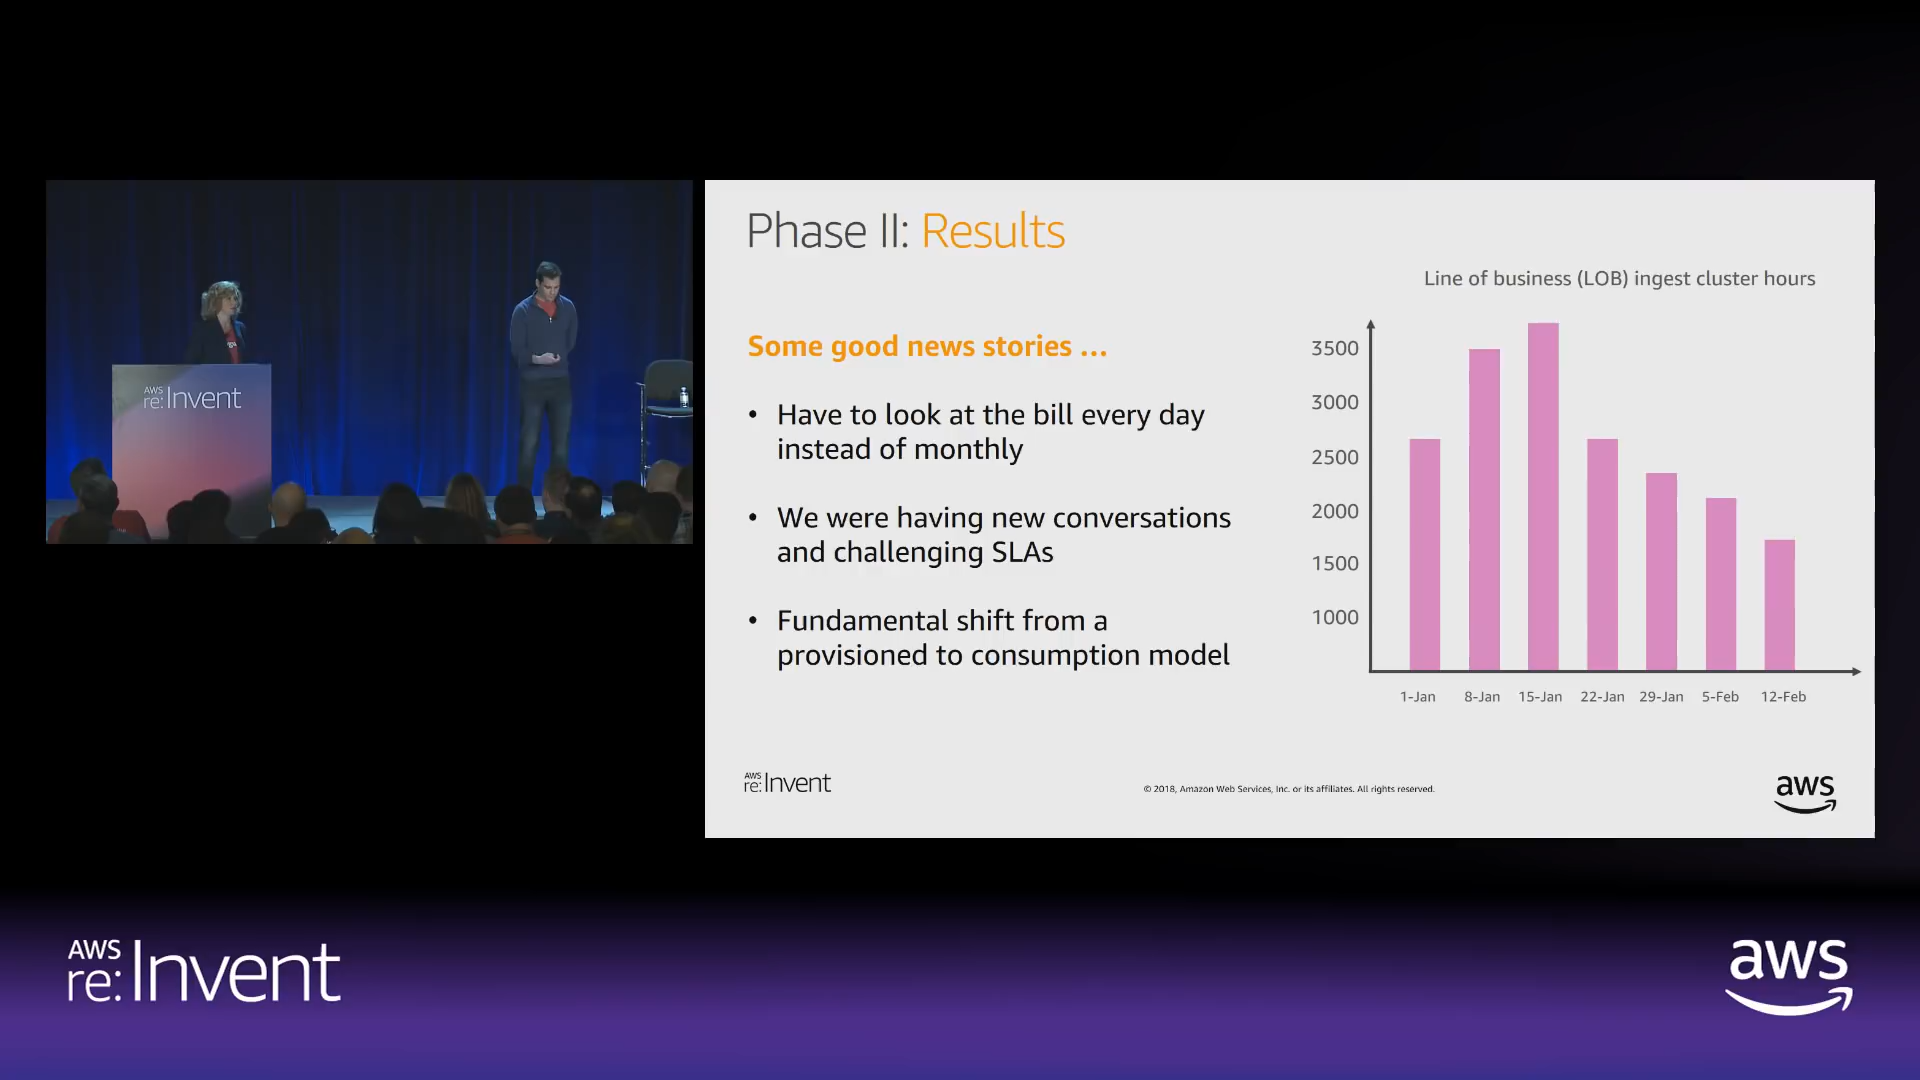 AWS
re:Invent
Phase II: Results
Some good news stories ...
• Have to look at the bill every day
instead of monthly
• We were having new conversations
and challenging SLAs
• Fundamental shift from a
provisioned to consumption model
Line of business (LOB) ingest cluster hours
3500
3000
2500
2000
1500
1000
1-Jan 8-Jan 15-Jan 22-Jan 29-Jan 5-Feb 12-Feb
AWS
re:Invent
© 2018, Amazon Web Services, Inc. or its affiliates. All rights reserved.
aws
AWS
re:Invent
aws